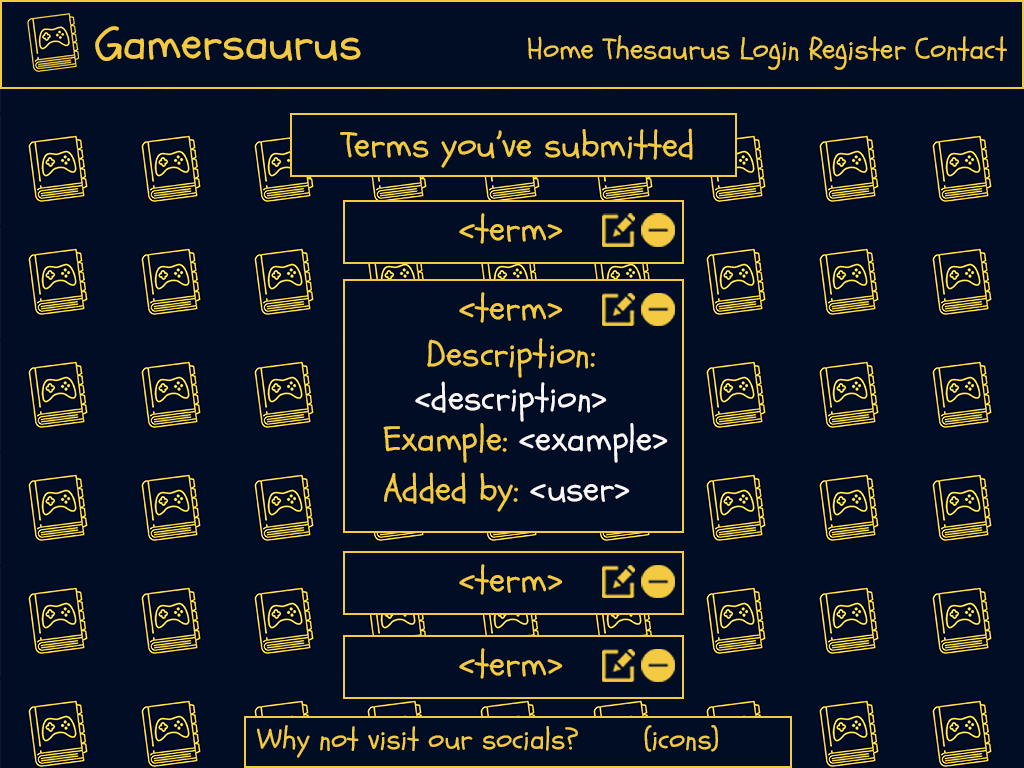 Gamersaurus
Home Thesaurus Login Register Contact
Terms you've submitted
<term>
<term>
Description:
<description>
Example: <example>
Added by: <user>
<term>
<term>
Why not visit our socials? (icons)